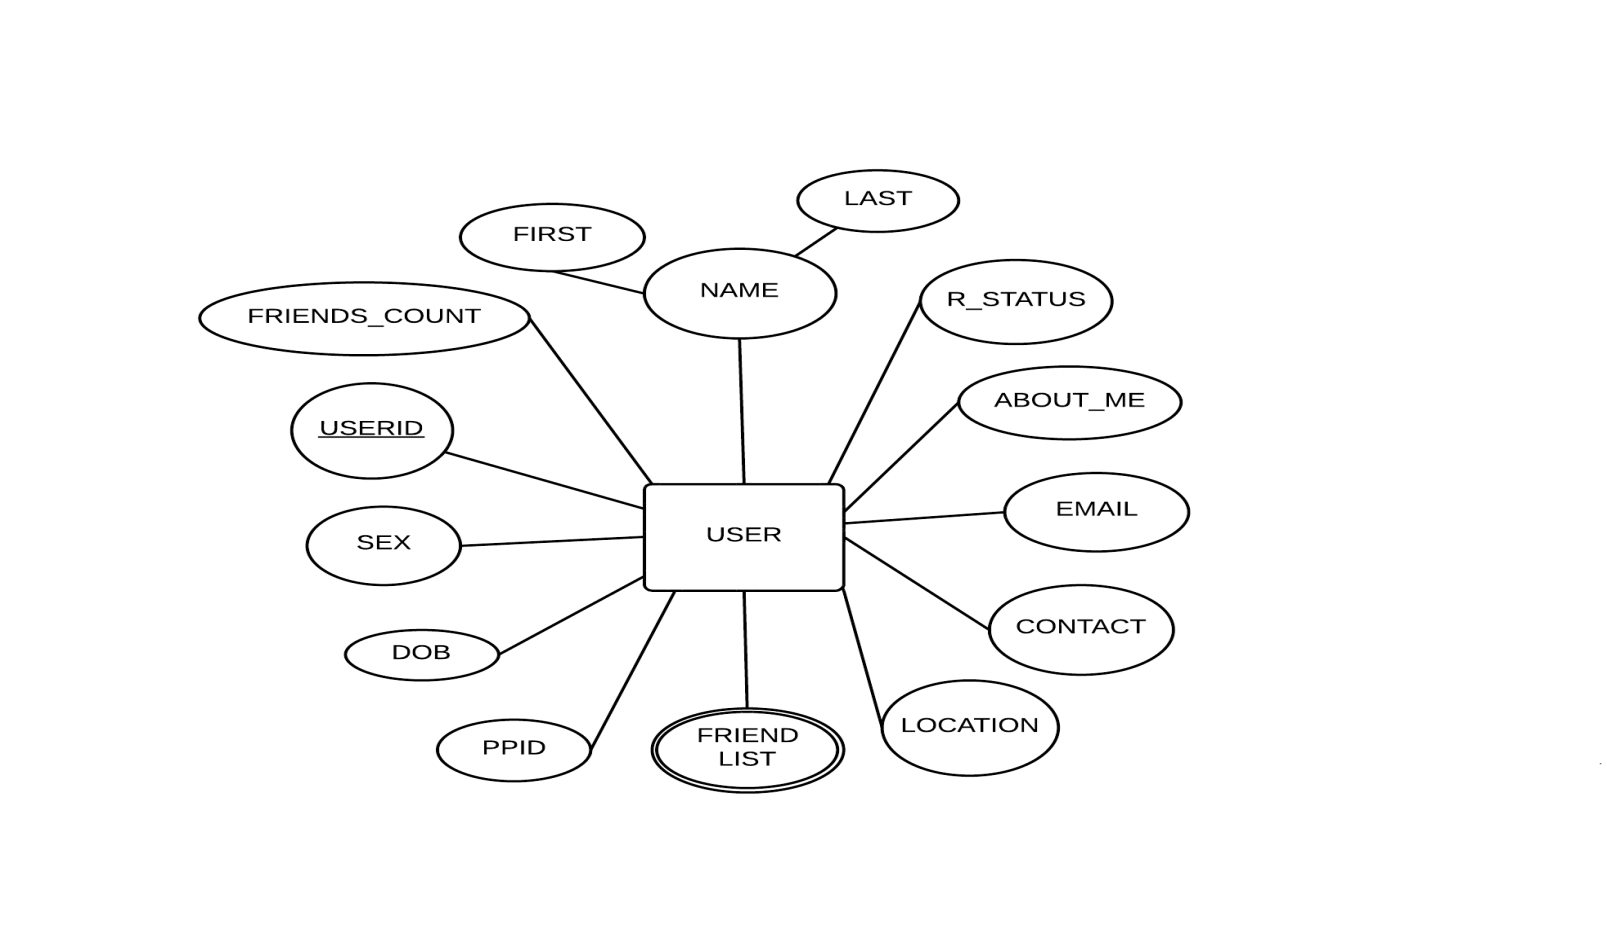 LAST
FIRST
NAME
R_STATUS
FRIENDS_COUNT
ABOUT_ME
USERID
EMAIL
USER
SEX
CONTACT
DOB
LOCATION
PPID
FRIEND
LIST